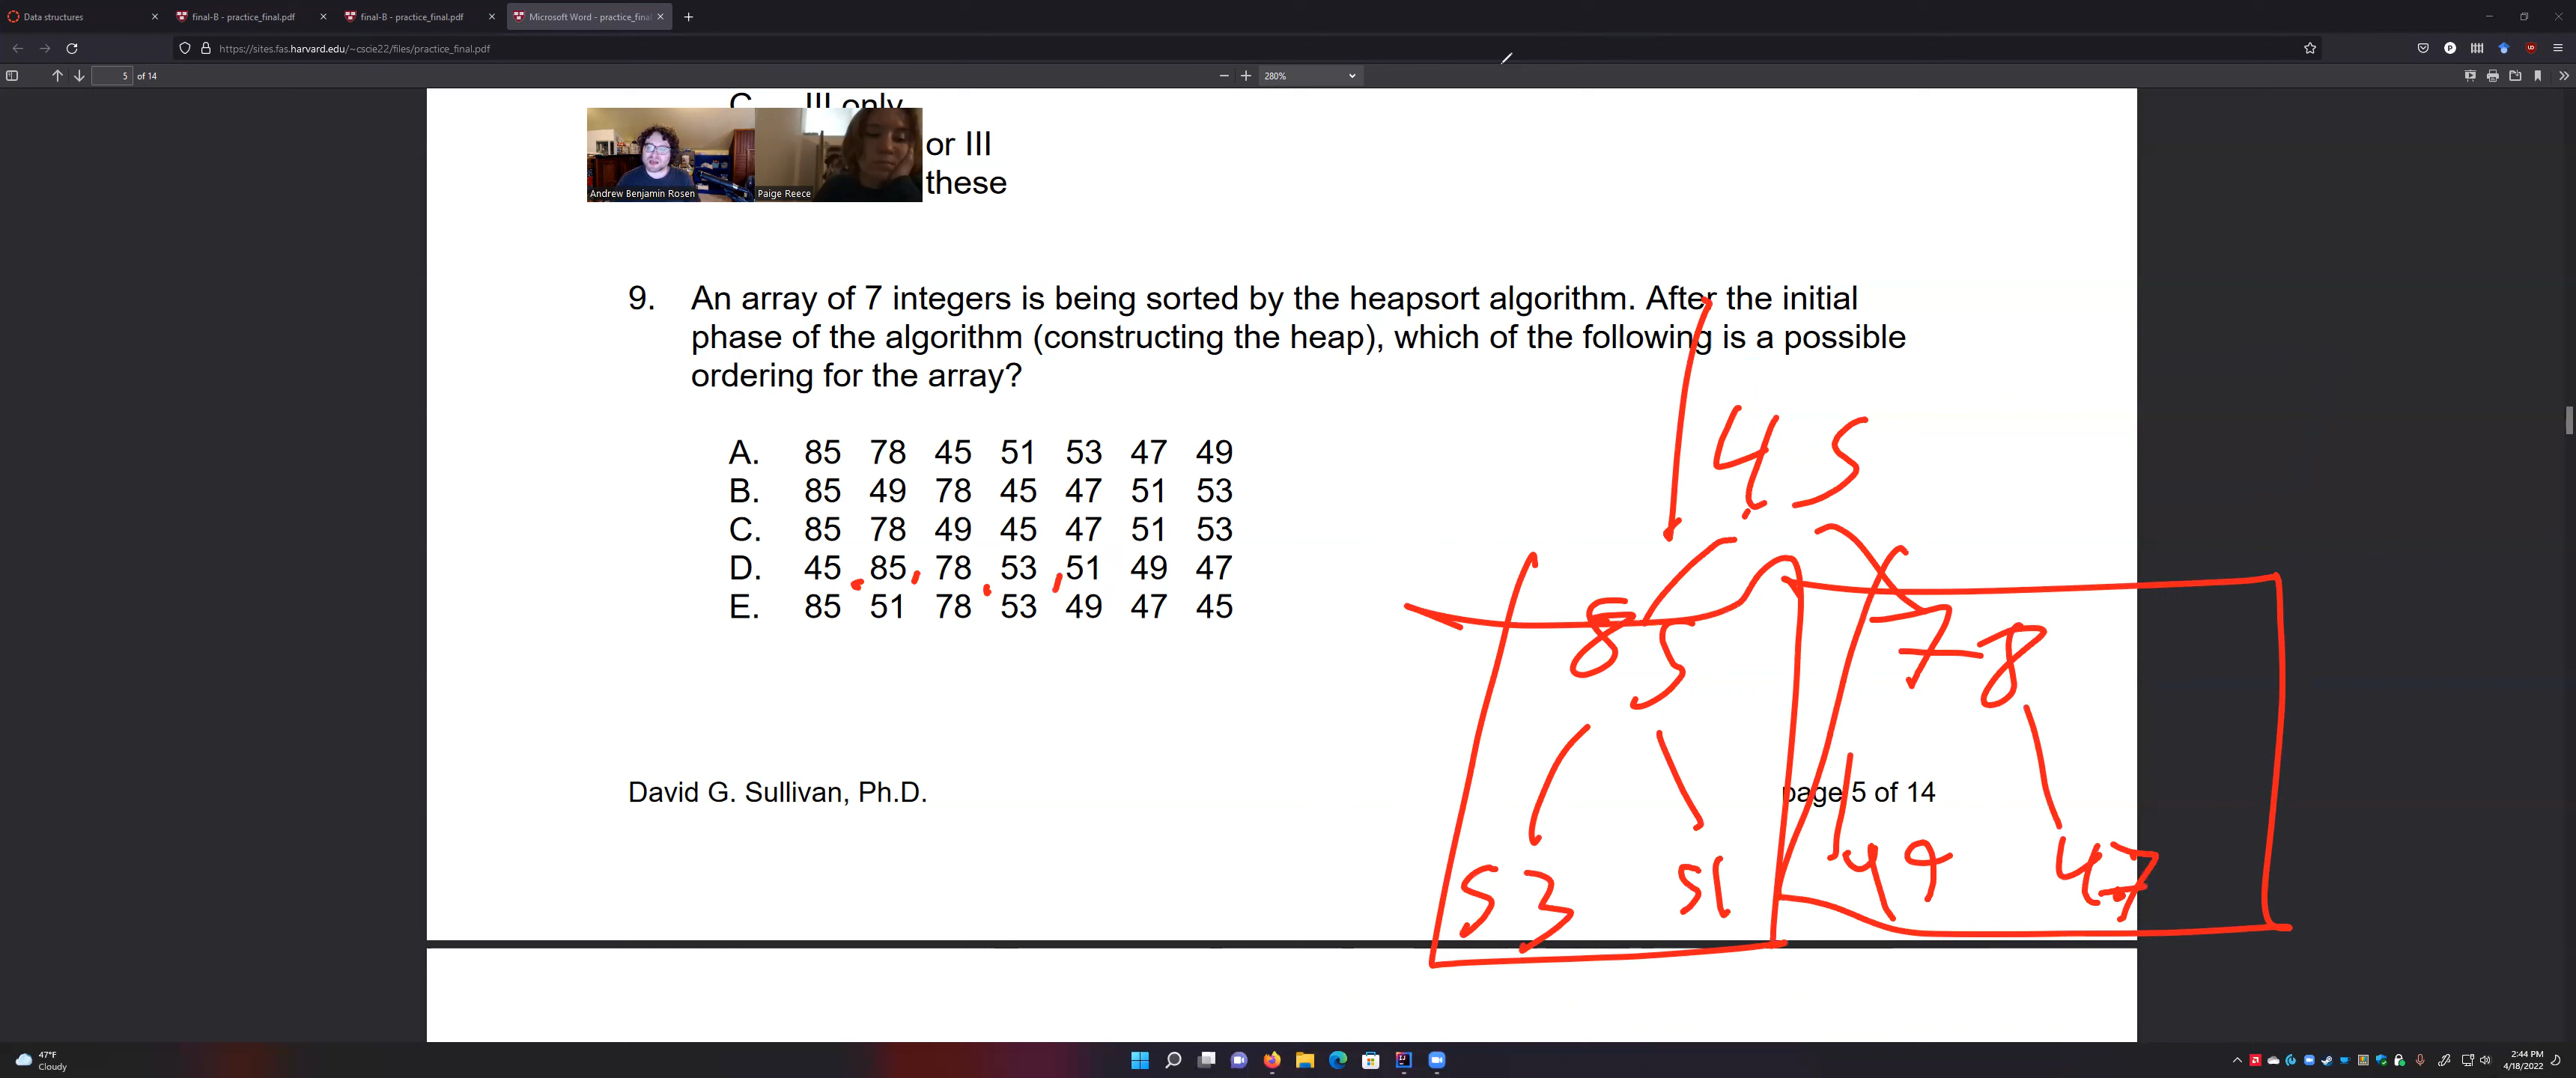 Data structures
final-B - practice_final.pdf
final-B - practice_final.pdf
Microsoft Word - practice_final
https://sites.fas.harvard.edu/~cscie22/files/practice_final.pdf
5 of 14
280%
C. III only
or III
these
Andrew Benjamin Rosen
Paige Reece
9. An array of 7 integers is being sorted by the heapsort algorithm. After the initial
phase of the algorithm (constructing the heap), which of the following is a possible
ordering for the array?
A. 85 78 45 51 53 47 49
B. 85 49 78 45 47 51 53
C. 85 78 49 45 47 51 53
D. 45 85 78 53 51 49 47
E. 85 51 78 53 49 47 45
45
85 78
53 51 49 47
David G. Sullivan, Ph.D. page 5 of 14
47°F
Cloudy
2:44 PM
4/18/2022